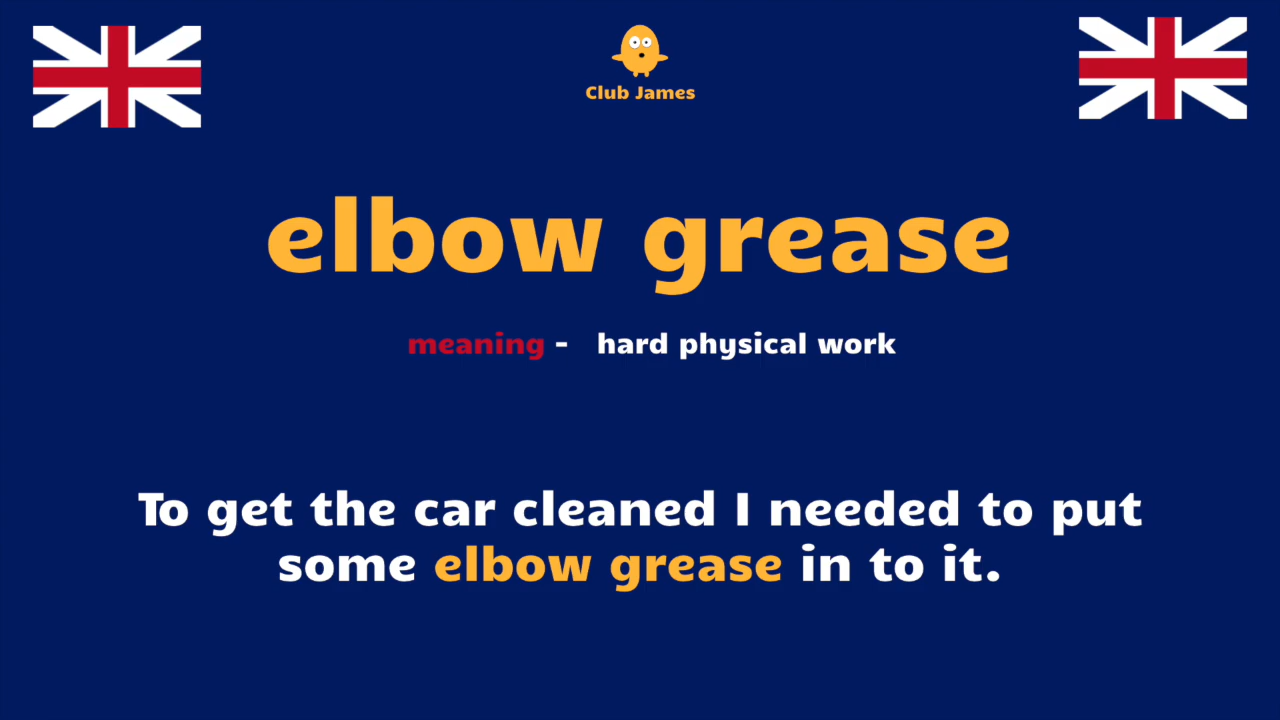 Club James
elbow grease
meaning - hard physical work
To get the car cleaned I needed to put
some elbow grease in to it.